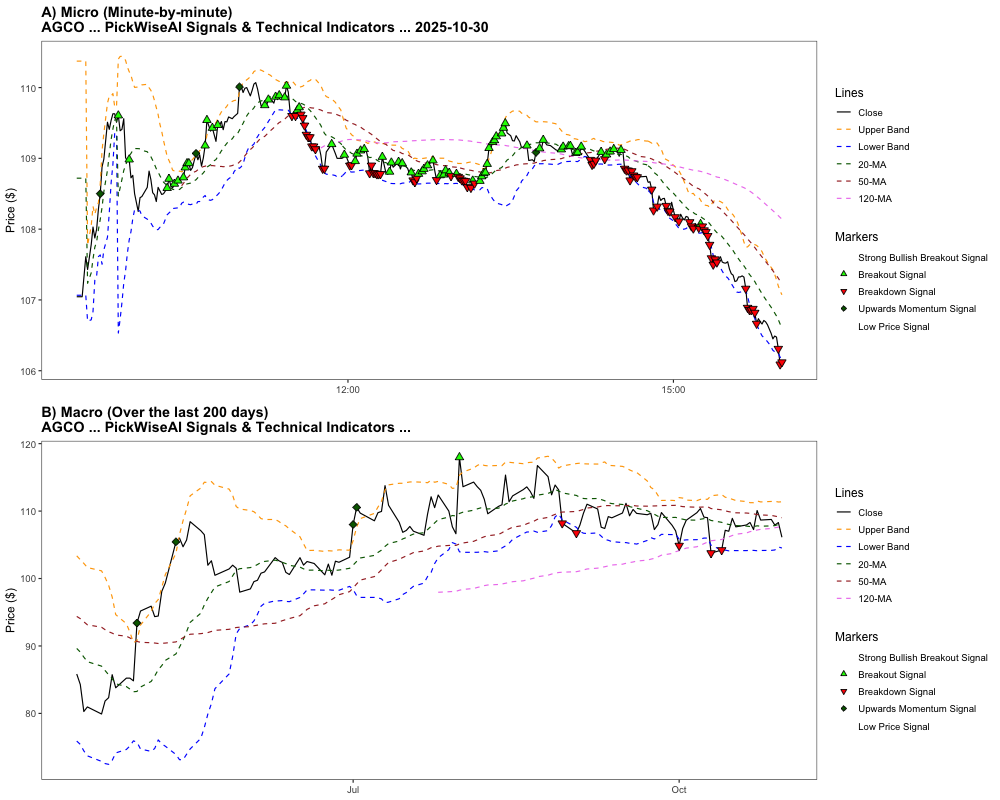 A) Micro (Minute-by-minute)
AGCO ... PickWiseAI Signals & Technical Indicators ... 2025-10-30
Price ($)
110
109
108
107
106
12:00
15:00
Lines
Close
Upper Band
Lower Band
20-MA
50-MA
120-MA
Markers
Strong Bullish Breakout Signal
Breakout Signal
Breakdown Signal
Upwards Momentum Signal
Low Price Signal
B) Macro (Over the last 200 days)
AGCO ... PickWiseAI Signals & Technical Indicators ...
Price ($)
120
110
100
90
80
Jul
Oct
Lines
Close
Upper Band
Lower Band
20-MA
50-MA
120-MA
Markers
Strong Bullish Breakout Signal
Breakout Signal
Breakdown Signal
Upwards Momentum Signal
Low Price Signal